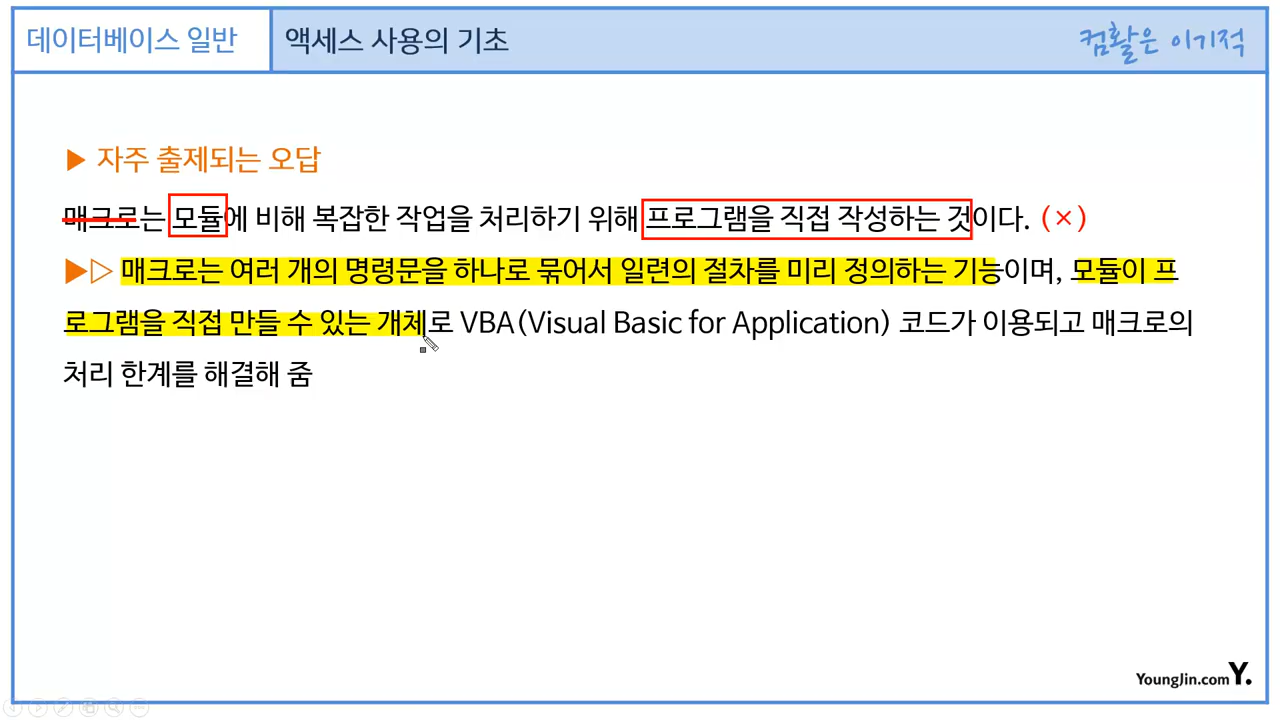 데이터베이스 일반
액세스 사용의 기초
컴활은 이기적
▶ 자주 출제되는 오답
매크로는 모듈에 비해 복잡한 작업을 처리하기 위해 프로그램을 직접 작성하는 것이다. (×)
▶▷ 매크로는 여러 개의 명령문을 하나로 묶어서 일련의 절차를 미리 정의하는 기능이며, 모듈이 프
로그램을 직접 만들 수 있는 개체로 VBA(Visual Basic for Application) 코드가 이용되고 매크로의
처리 한계를 해결해 줌
YoungJin.com Y.